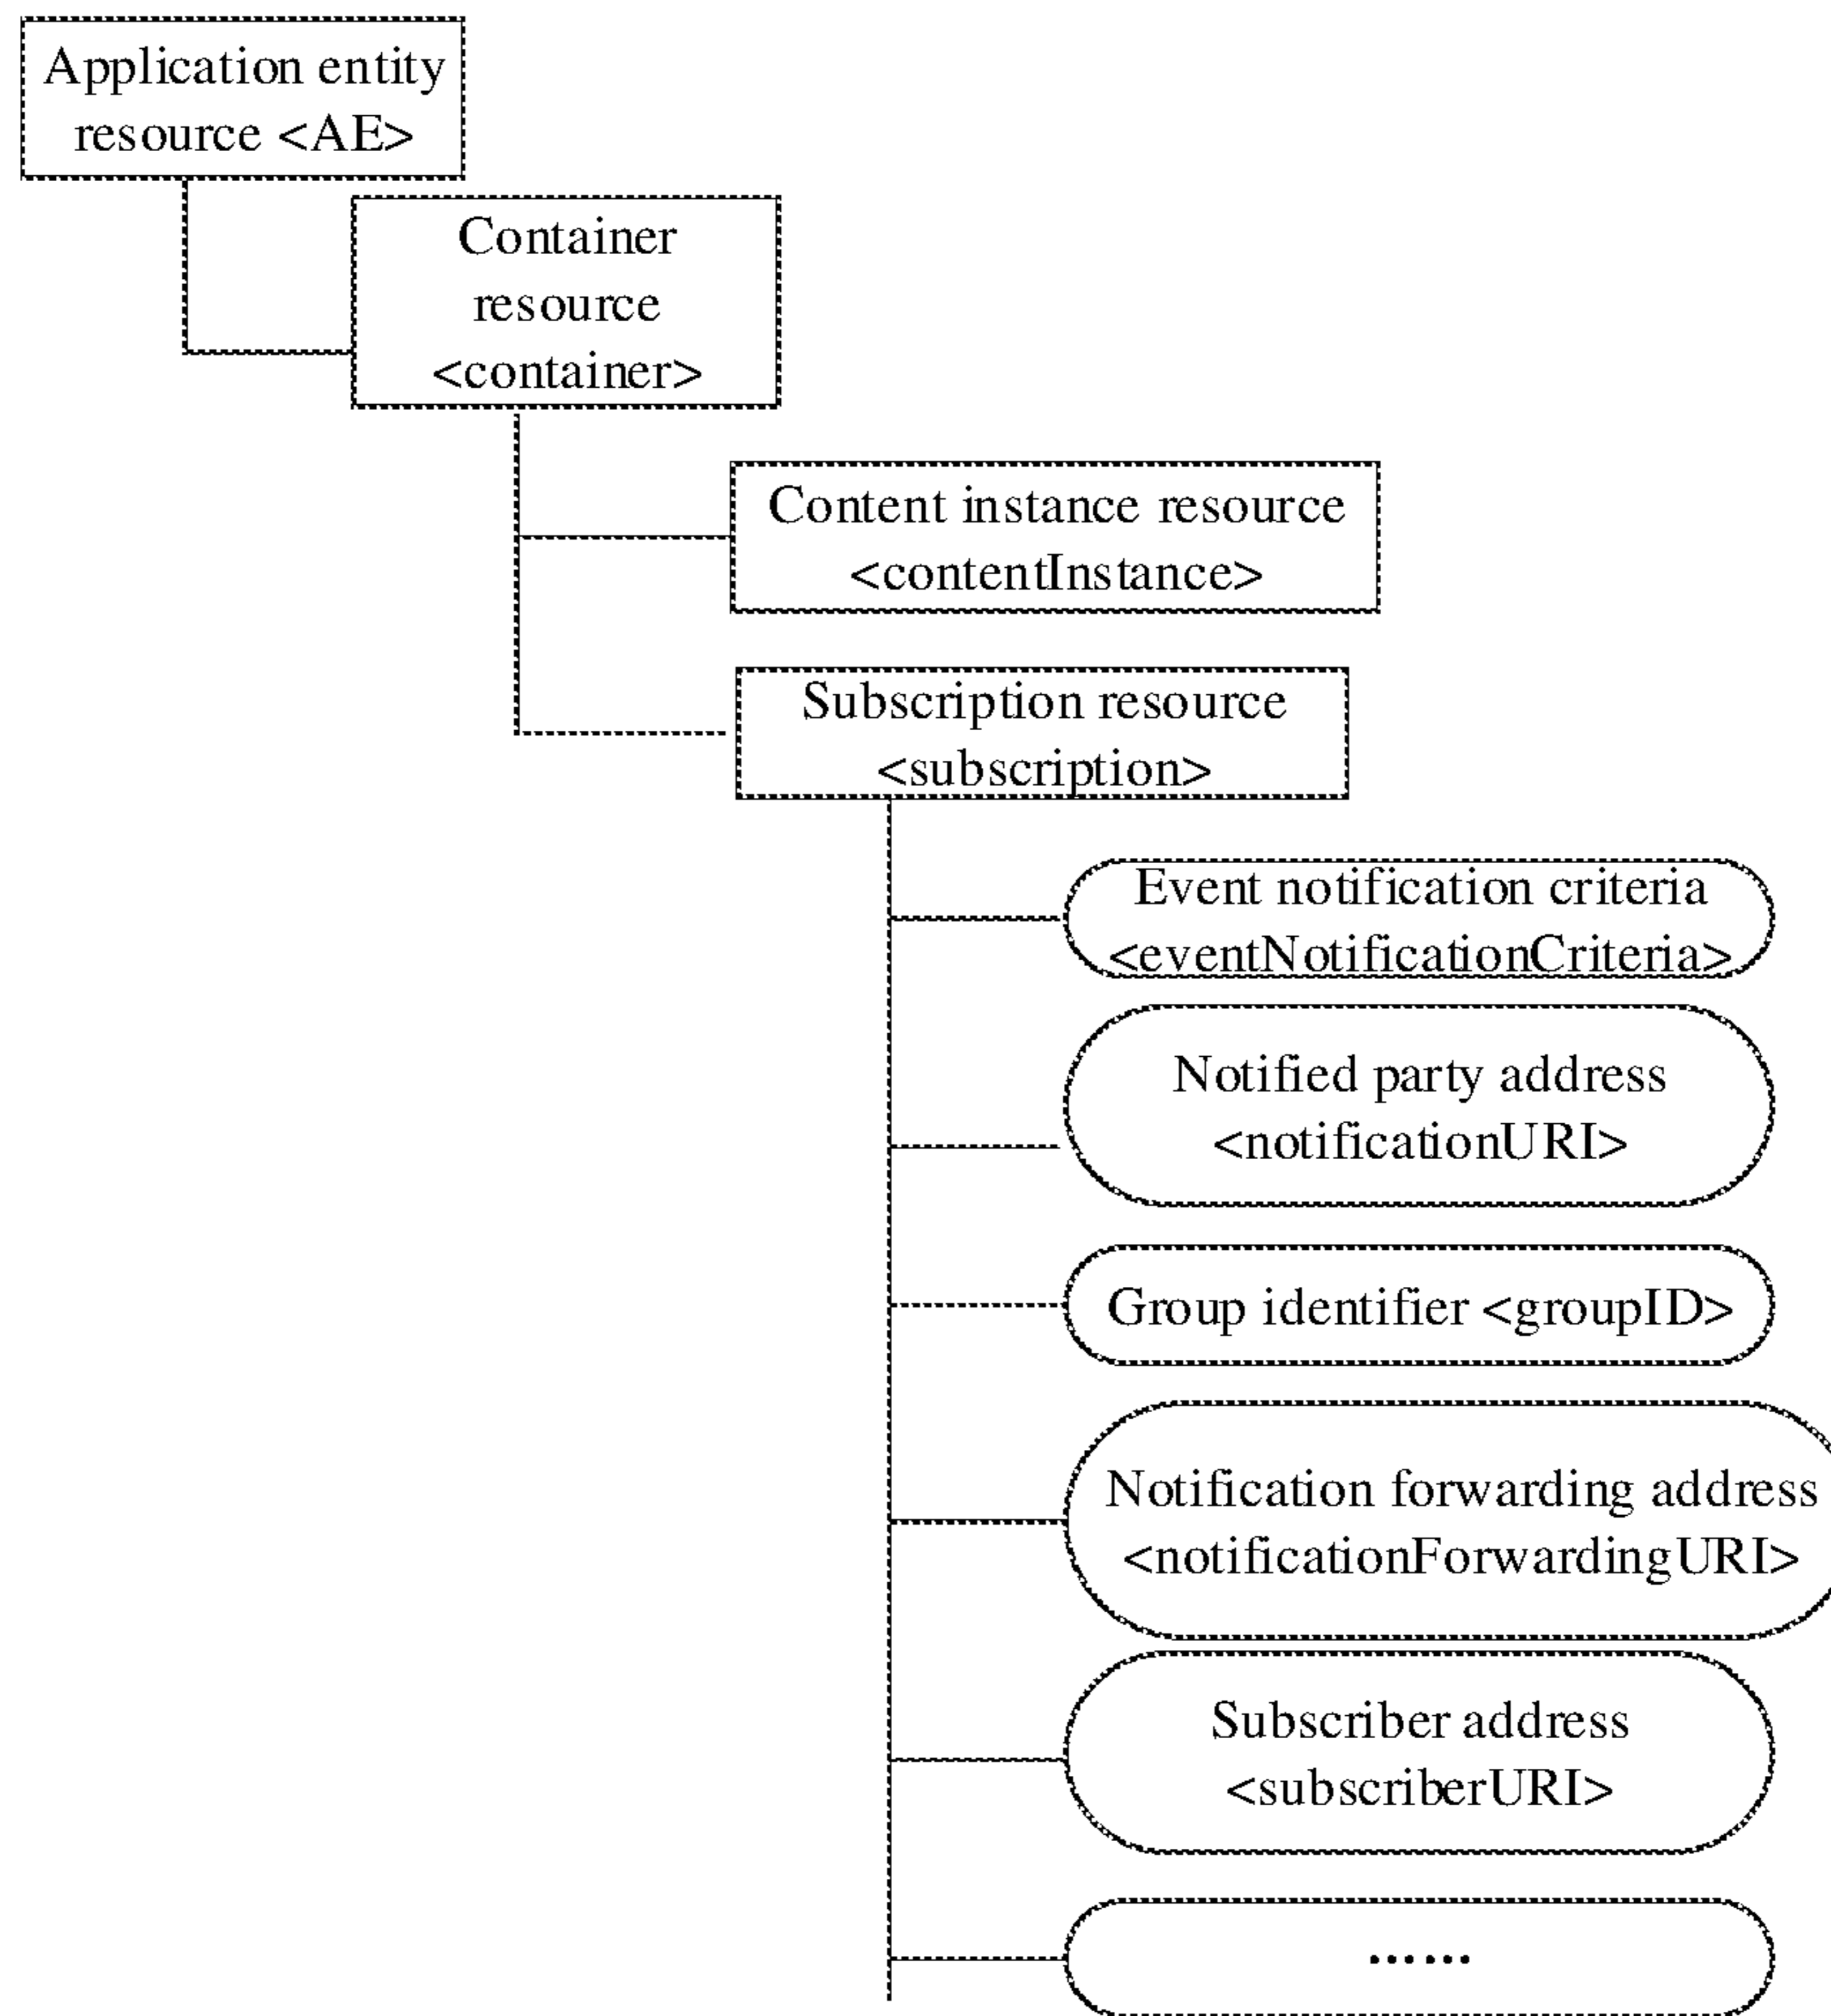 Application entity
resource <AE>
Container
resource
<container>
Content instance resource
<contentInstance>
Subscription resource
<subscription>
Event notification criteria
<eventNotificationCriteria>
Notified party address
<notificationURI>
Group identifier <groupID>
Notification forwarding address
<notificationForwardingURI>
Subscriber address
<subscriberURI>
······